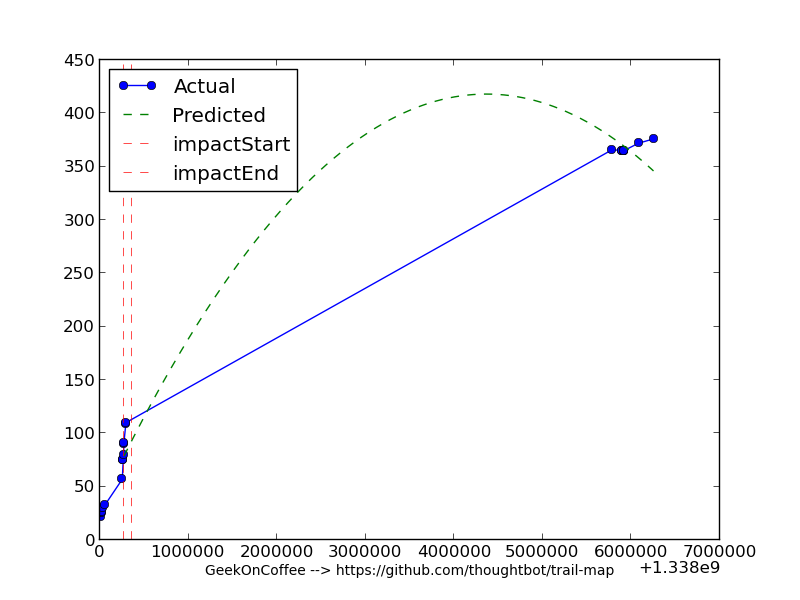 450
400
350
300
250
200
150
100
50
0
Actual
Predicted
impactStart
impactEnd
0 1000000 2000000 3000000 4000000 5000000 6000000 7000000
+1.338e9
GeekOnCoffee --> https://github.com/thoughtbot/trail-map